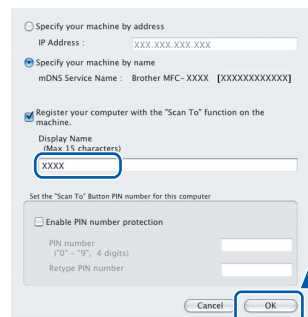 Specify your machine by address
IP Address : XXX.XXX.XXX.XXX
Specify your machine by name
mDNS Service Name : Brother MFC-XXXX [XXXXXXXXXXXX]
Register your computer with the "Scan To" function on the
machine.
Display Name
(Max 15 characters)
XXXX
Set the "Scan To" Button PIN number for this computer
Enable PIN number protection
PIN number
("0" - "9", 4 digits)
Retype PIN number
Cancel OK